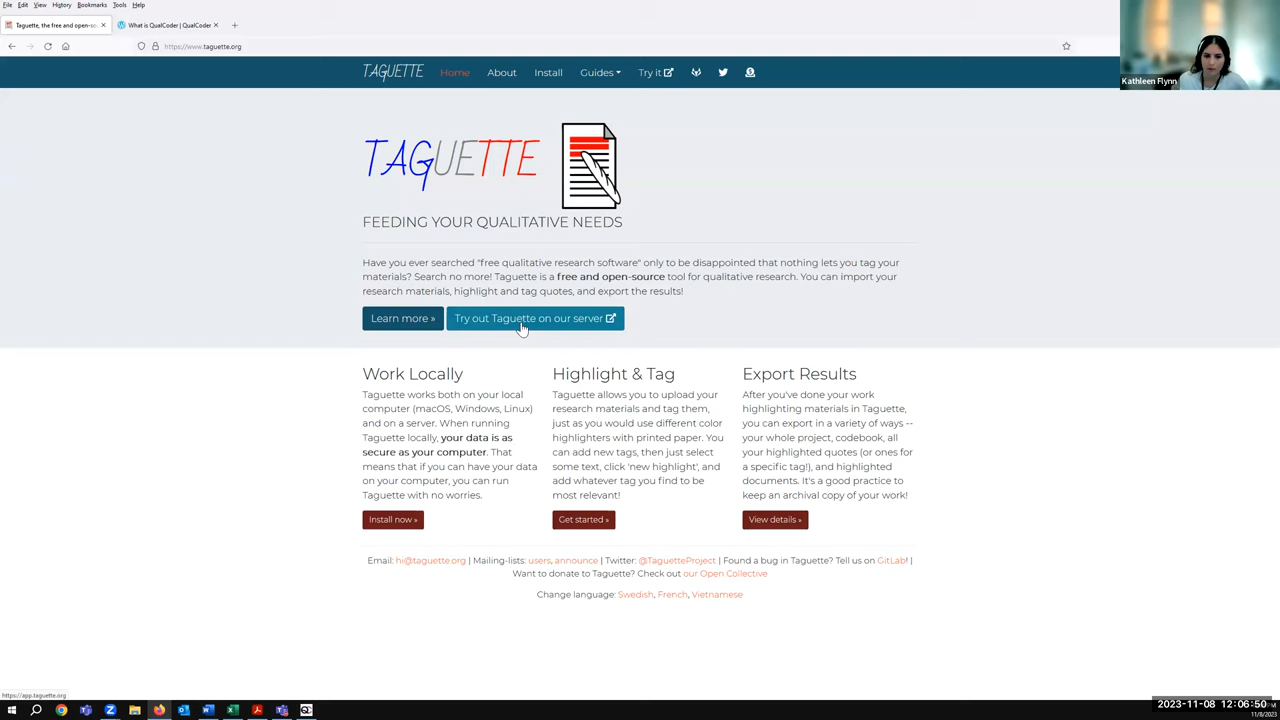 File Edit View History Bookmarks Tools Help
Taguette, the free and open-so
What is QualCoder | QualCoder
https://www.taguette.org
TAGUETTE Home About Install Guides Try it
Kathleen Flynn
TAGUETTE
FEEDING YOUR QUALITATIVE NEEDS
Have you ever searched "free qualitative research software" only to be disappointed that nothing lets you tag your
materials? Search no more! Taguette is a free and open-source tool for qualitative research. You can import your
research materials, highlight and tag quotes, and export the results!
Learn more » Try out Taguette on our server
Work Locally
Taguette works both on your local
computer (macOS, Windows, Linux)
and on a server. When running
Taguette locally, your data is as
secure as your computer. That
means that if you can have your data
on your computer, you can run
Taguette with no worries.
Install now »
Highlight & Tag
Taguette allows you to upload your
research materials and tag them,
just as you would use different color
highlighters with printed paper. You
can add new tags, then just select
some text, click 'new highlight', and
add whatever tag you find to be
most relevant!
Get started »
Export Results
After you've done your work
highlighting materials in Taguette,
you can export in a variety of ways --
your whole project, codebook, all
your highlighted quotes (or ones for
a specific tag!), and highlighted
documents. It's a good practice to
keep an archival copy of your work!
View details »
Email: hi@taguette.org | Mailing-lists: users, announce | Twitter: @TaguetteProject | Found a bug in Taguette? Tell us on GitLab! |
Want to donate to Taguette? Check out our Open Collective
Change language: Swedish, French, Vietnamese
https://app.taguette.org
2023-11-08 12:06:50
11/8/2023